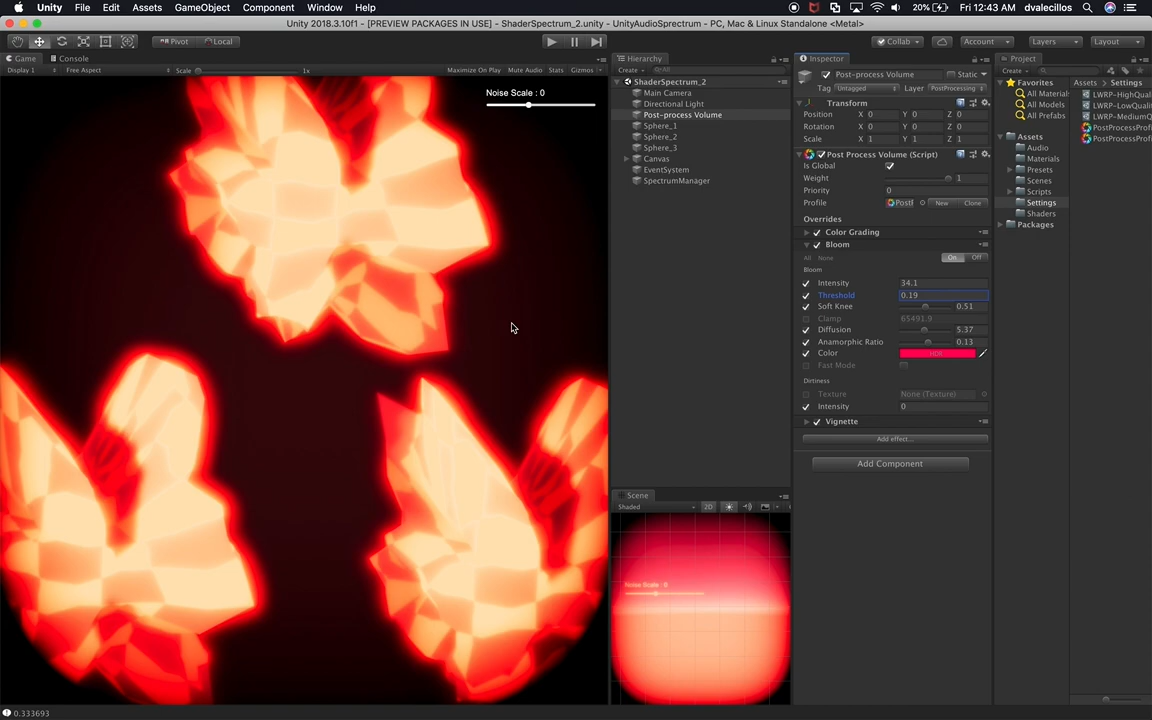 Unity File Edit Assets GameObject Component Window Help 20% Fri 12:43 AM dvalecillos
Unity 2018.3.10f1 - [PREVIEW PACKAGES IN USE] - ShaderSpectrum_2.unity - UnityAudioSpectrum - PC, Mac & Linux Standalone <Metal>
Pivot Local Collab Account Layers Layout
Game Console
Display 1 Free Aspect Scale 1x Maximize On Play Mute Audio Stats Gizmos
Noise Scale : 0
Hierarchy
Create All
ShaderSpectrum_2
Main Camera
Directional Light
Post-process Volume
Sphere_1
Sphere_2
Sphere_3
Canvas
EventSystem
SpectrumManager
Scene
Shaded 2D
Noise Scale : 0
Inspector
Post-process Volume Static
Tag Untagged Layer PostProcessing
Transform
Position X 0 Y 0 Z 0
Rotation X 0 Y 0 Z 0
Scale X 1 Y 1 Z 1
Post Process Volume (Script)
Is Global
Weight 1
Priority 0
Profile PostP New Clone
Overrides
Color Grading
Bloom
All None On Off
Bloom
Intensity 34.1
Threshold 0.19
Soft Knee 0.51
Clamp 65491.9
Diffusion 5.37
Anamorphic Ratio 0.13
Color HDR
Fast Mode
Dirtiness
Texture None (Texture)
Intensity 0
Vignette
Add effect...
Add Component
Project
Create
Favorites
All Material
All Models
All Prefabs
Assets
Audio
Materials
Presets
Scenes
Scripts
Settings
Shaders
Packages
Assets Settings
LWRP-HighQual
LWRP-LowQuali
LWRP-MediumQ
PostProcessProfi
PostProcessProfi
0.333693